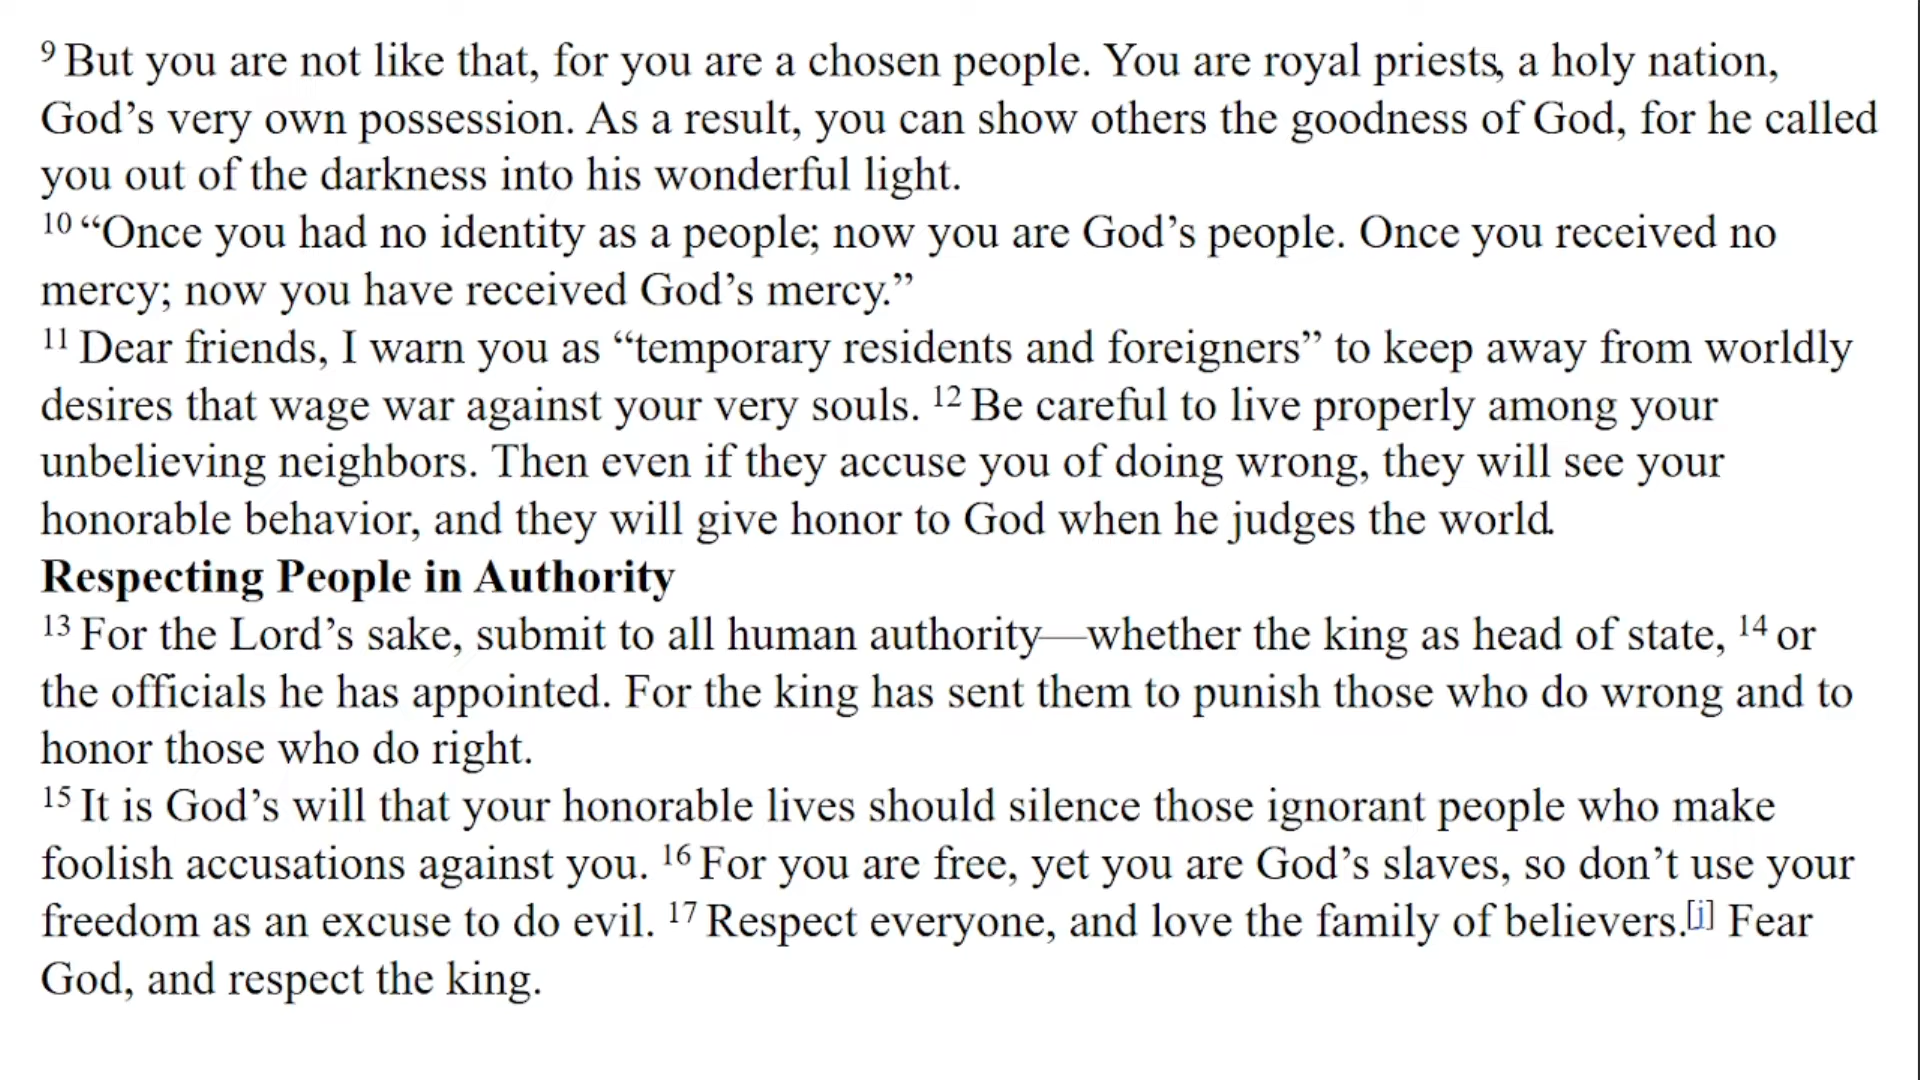 9 But you are not like that, for you are a chosen people. You are royal priests, a holy nation,
God’s very own possession. As a result, you can show others the goodness of God, for he called
you out of the darkness into his wonderful light.
10 “Once you had no identity as a people; now you are God’s people. Once you received no
mercy; now you have received God’s mercy.”
11 Dear friends, I warn you as “temporary residents and foreigners” to keep away from worldly
desires that wage war against your very souls. 12 Be careful to live properly among your
unbelieving neighbors. Then even if they accuse you of doing wrong, they will see your
honorable behavior, and they will give honor to God when he judges the world.
Respecting People in Authority
13 For the Lord’s sake, submit to all human authority—whether the king as head of state, 14 or
the officials he has appointed. For the king has sent them to punish those who do wrong and to
honor those who do right.
15 It is God’s will that your honorable lives should silence those ignorant people who make
foolish accusations against you. 16 For you are free, yet you are God’s slaves, so don’t use your
freedom as an excuse to do evil. 17 Respect everyone, and love the family of believers.[j] Fear
God, and respect the king.